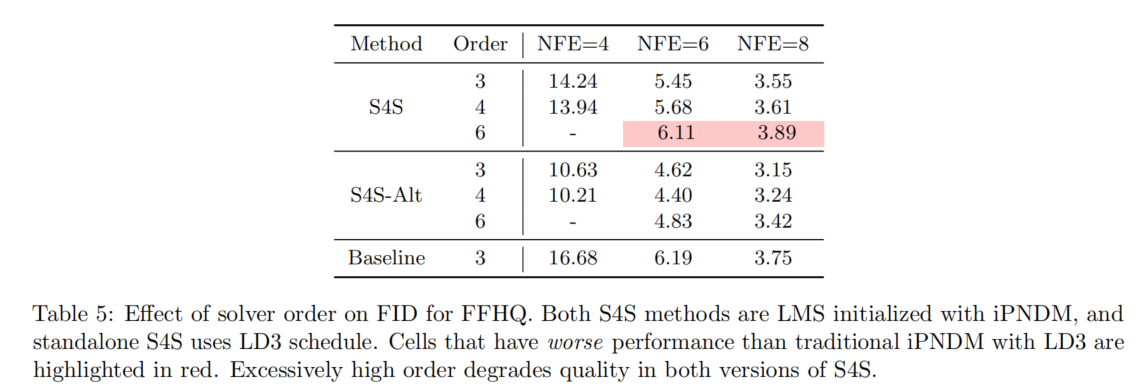 Method Order NFE=4 NFE=6 NFE=8
3 14.24 5.45 3.55
S4S 4 13.94 5.68 3.61
6 - 6.11 3.89
3 10.63 4.62 3.15
S4S-Alt 4 10.21 4.40 3.24
6 - 4.83 3.42
Baseline 3 16.68 6.19 3.75
Table 5: Effect of solver order on FID for FFHQ. Both S4S methods are LMS initialized with iPNDM, and
standalone S4S uses LD3 schedule. Cells that have worse performance than traditional iPNDM with LD3 are
highlighted in red. Excessively high order degrades quality in both versions of S4S.